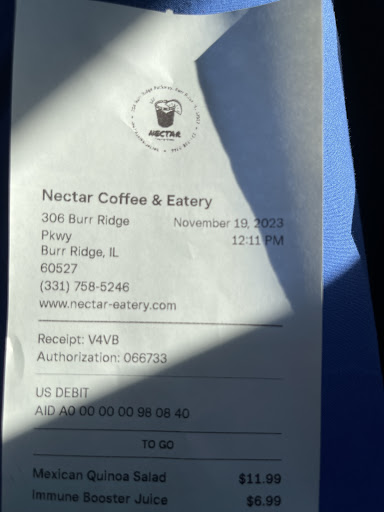 NECTAR
Nectar Coffee & Eatery
306 Burr Ridge November 19, 2023
Pkwy 12:11 PM
Burr Ridge, IL
60527
(331) 758-5246
www.nectar-eatery.com
Receipt: V4VB
Authorization: 066733
US DEBIT
AID A0 00 00 00 98 08 40
TO GO
Mexican Quinoa Salad $11.99
Immune Booster Juice $6.99